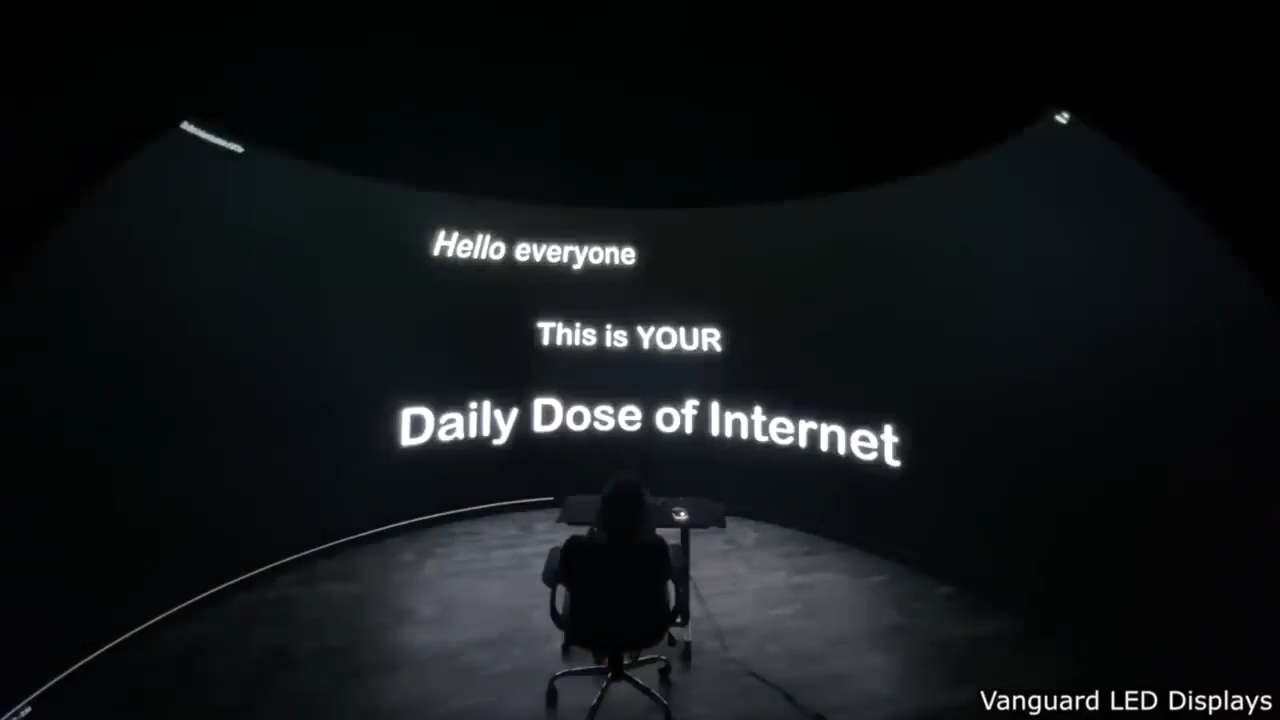 Hello everyone
This is YOUR
Daily Dose of Internet
Vanguard LED Displays